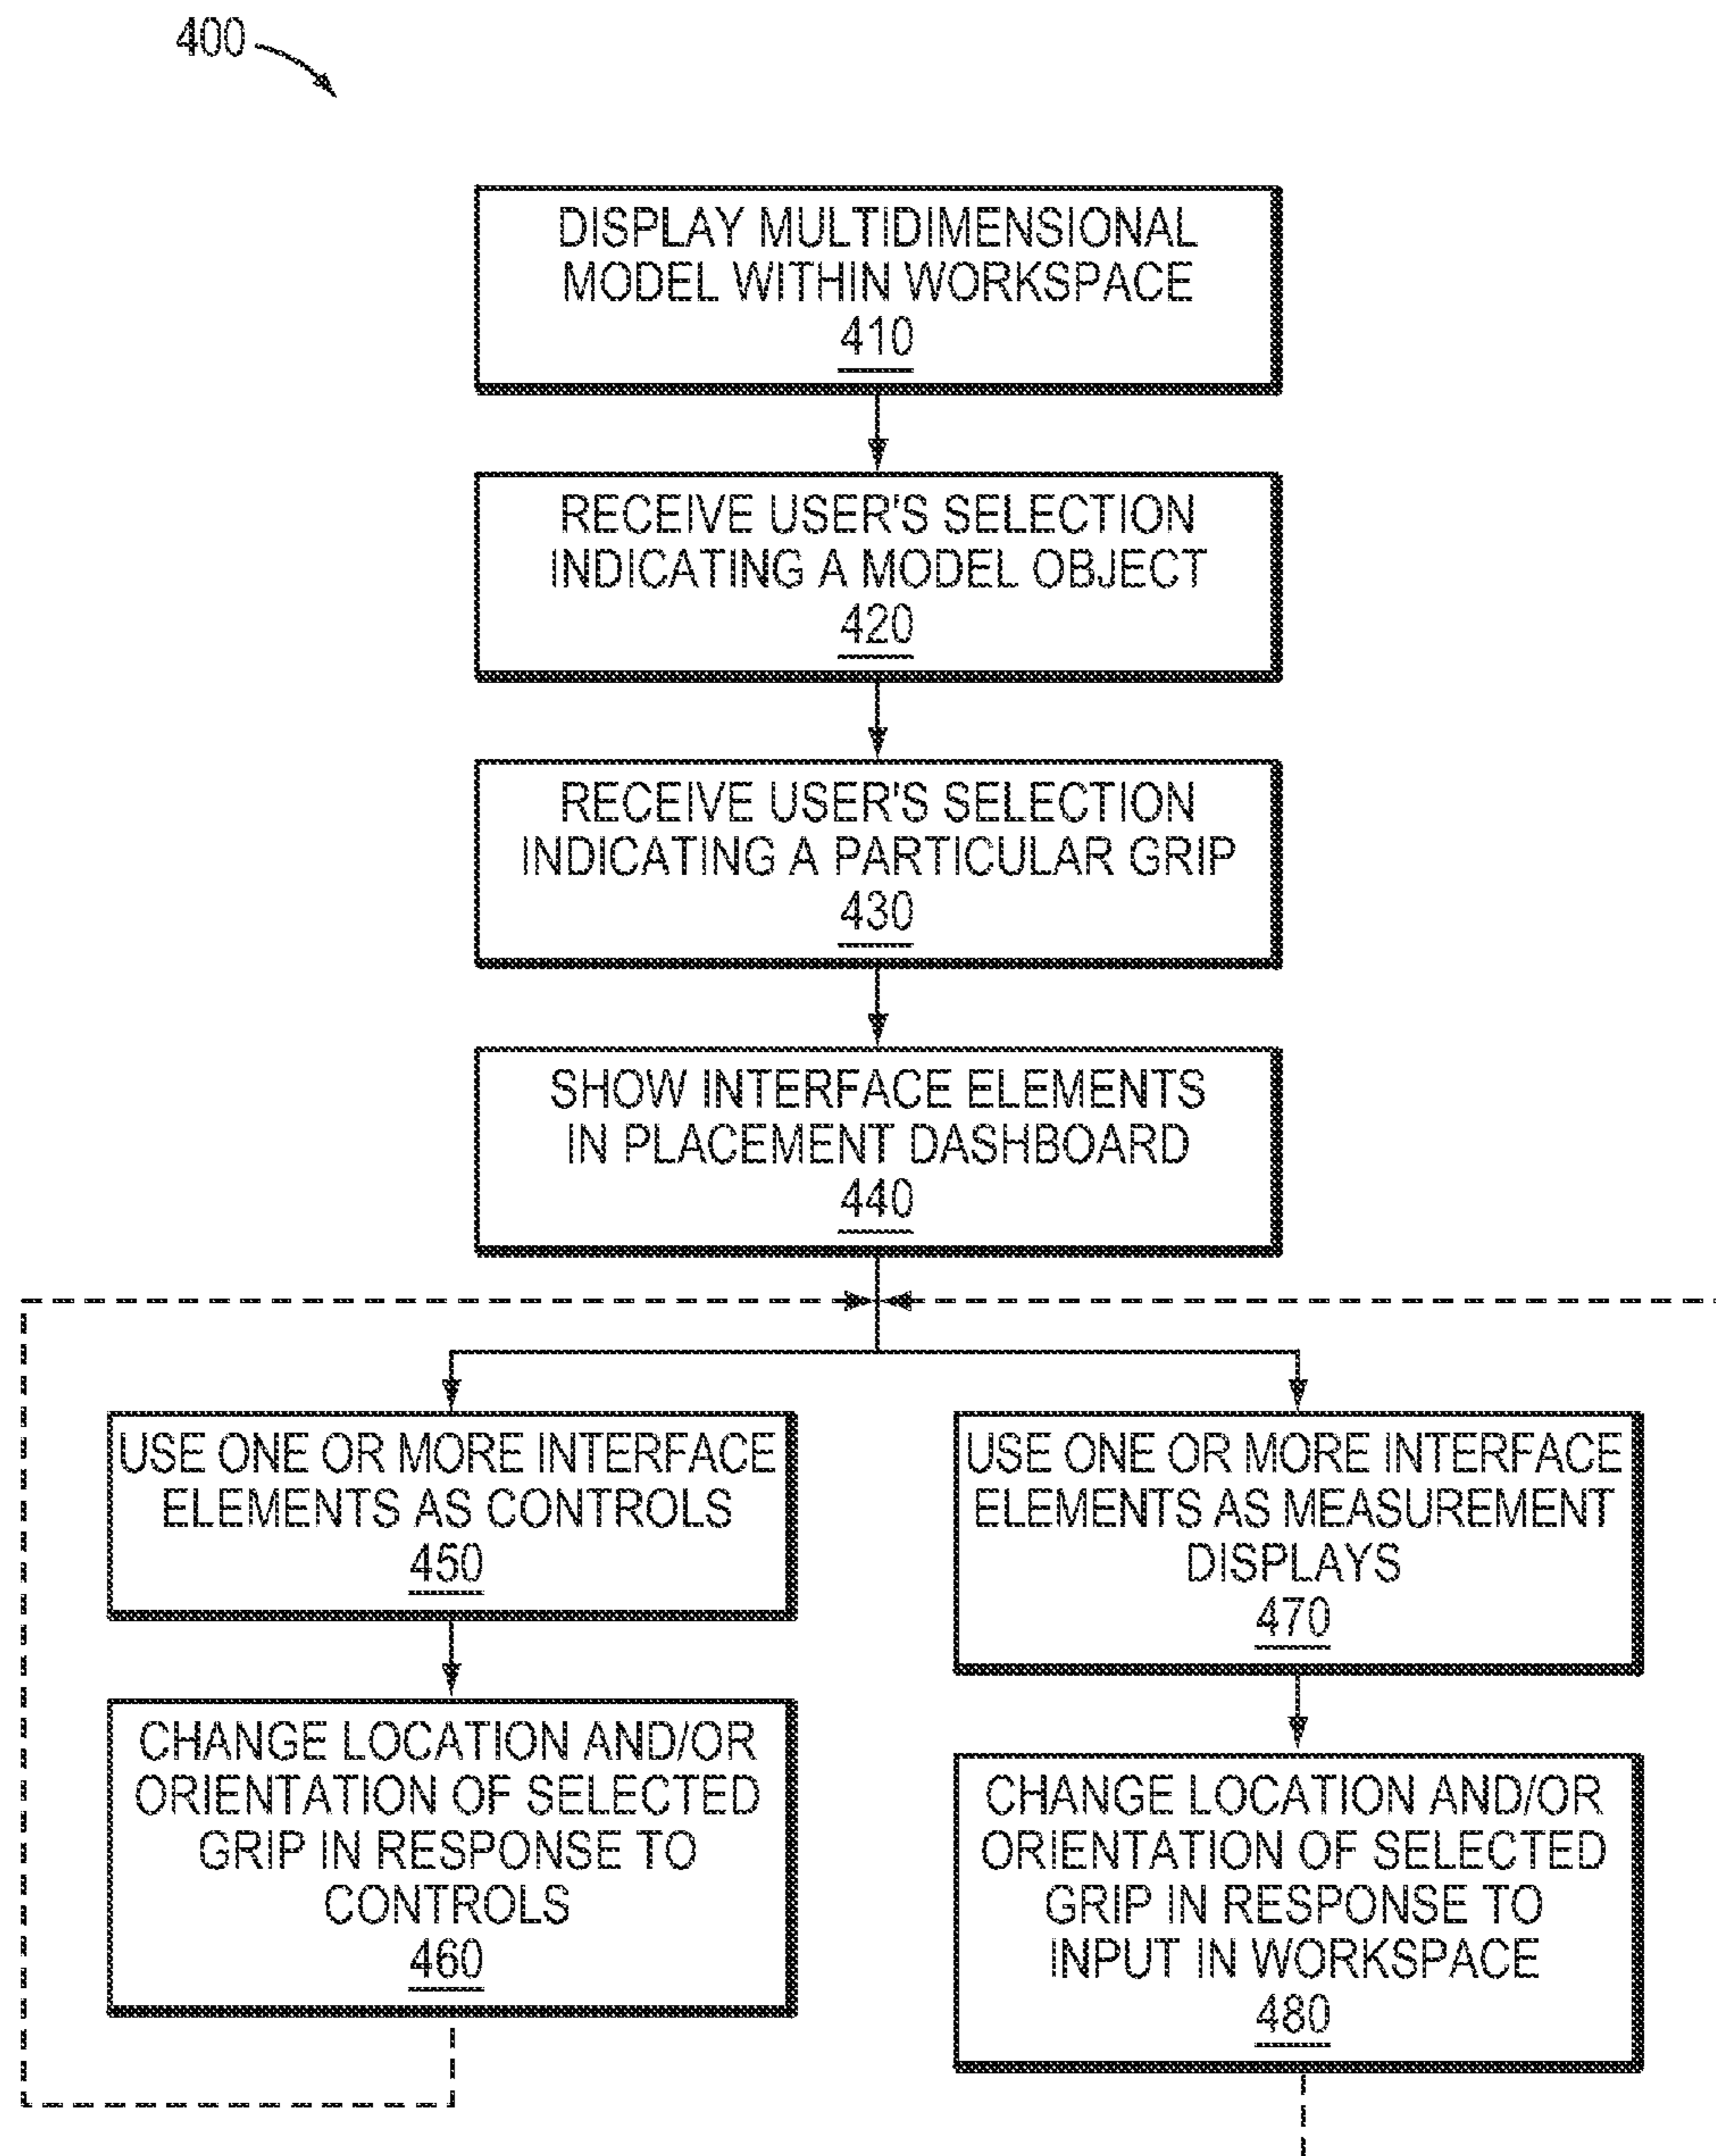 400
DISPLAY MULTIDIMENSIONAL
MODEL WITHIN WORKSPACE
410
RECEIVE USER'S SELECTION
INDICATING A MODEL OBJECT
420
RECEIVE USER'S SELECTION
INDICATING A PARTICULAR GRIP
430
SHOW INTERFACE ELEMENTS
IN PLACEMENT DASHBOARD
440
USE ONE OR MORE INTERFACE
ELEMENTS AS CONTROLS
450
CHANGE LOCATION AND/OR
ORIENTATION OF SELECTED
GRIP IN RESPONSE TO
CONTROLS
460
USE ONE OR MORE INTERFACE
ELEMENTS AS MEASUREMENT
DISPLAYS
470
CHANGE LOCATION AND/OR
ORIENTATION OF SELECTED
GRIP IN RESPONSE TO
INPUT IN WORKSPACE
480